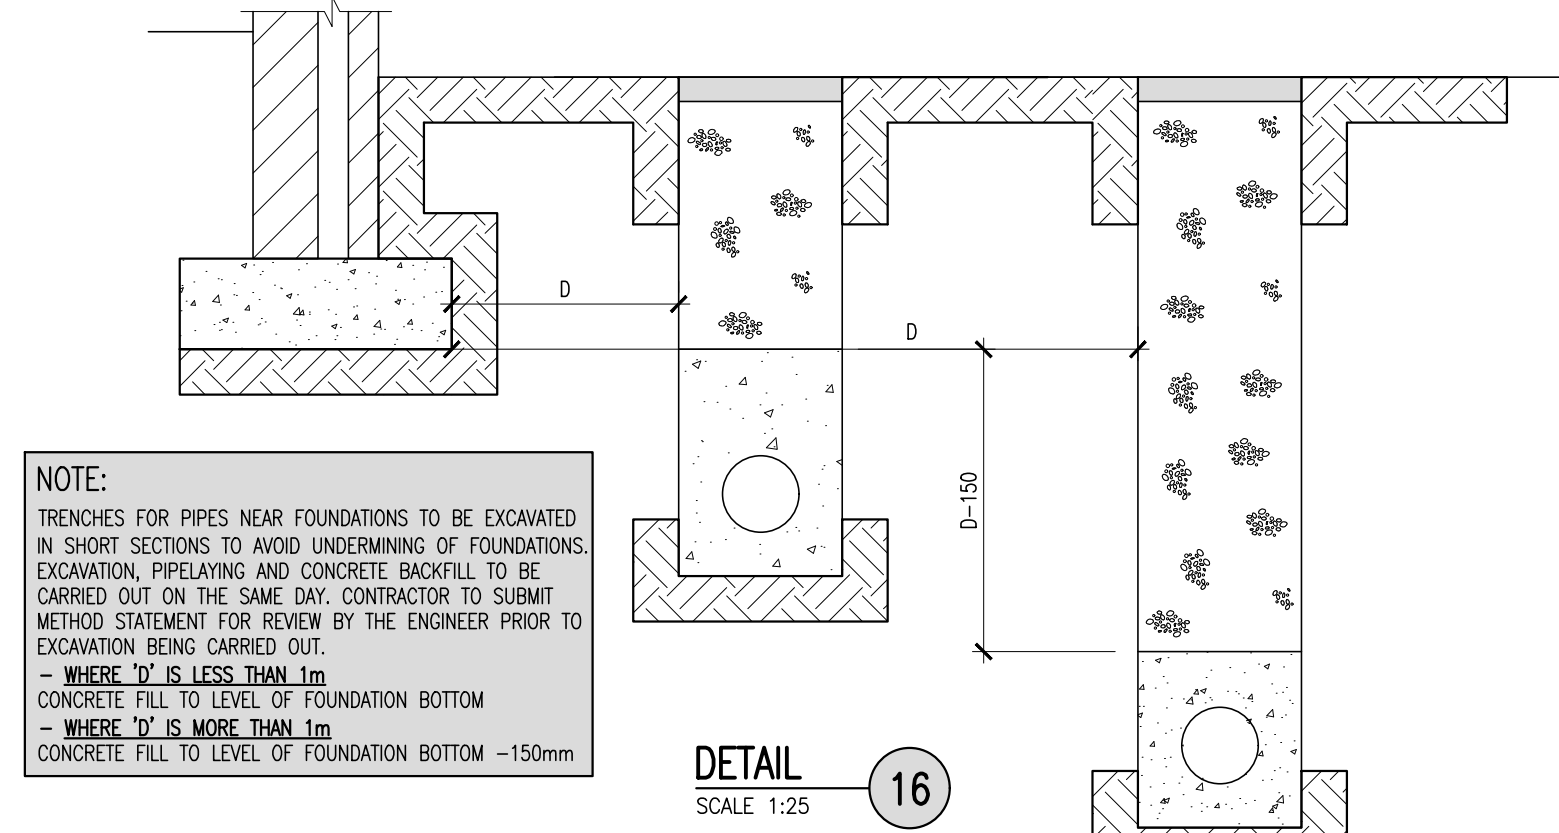 D
D
D-150
NOTE:
TRENCHES FOR PIPES NEAR FOUNDATIONS TO BE EXCAVATED
IN SHORT SECTIONS TO AVOID UNDERMINING OF FOUNDATIONS.
EXCAVATION, PIPELAYING AND CONCRETE BACKFILL TO BE
CARRIED OUT ON THE SAME DAY. CONTRACTOR TO SUBMIT
METHOD STATEMENT FOR REVIEW BY THE ENGINEER PRIOR TO
EXCAVATION BEING CARRIED OUT.
- WHERE 'D' IS LESS THAN 1m
CONCRETE FILL TO LEVEL OF FOUNDATION BOTTOM
- WHERE 'D' IS MORE THAN 1m
CONCRETE FILL TO LEVEL OF FOUNDATION BOTTOM -150mm
DETAIL
SCALE 1:25
16